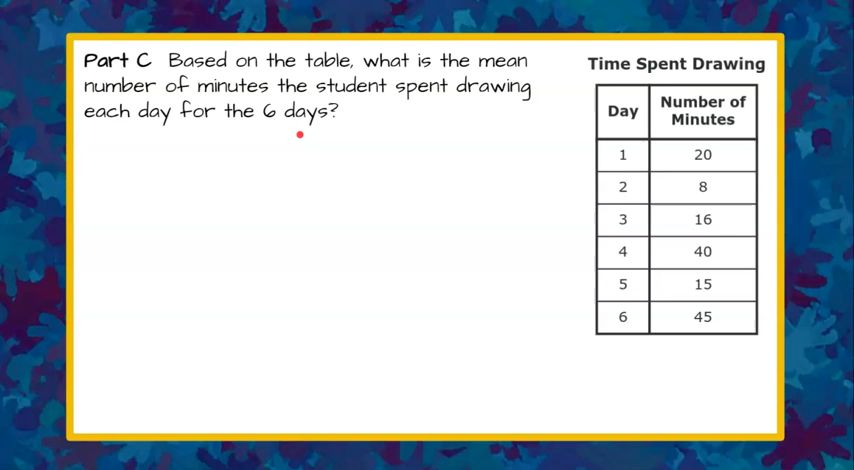 Part C Based on the table, what is the mean
number of minutes the student spent drawing
each day for the 6 days?
Time Spent Drawing
Day Number of Minutes
1 20
2 8
3 16
4 40
5 15
6 45